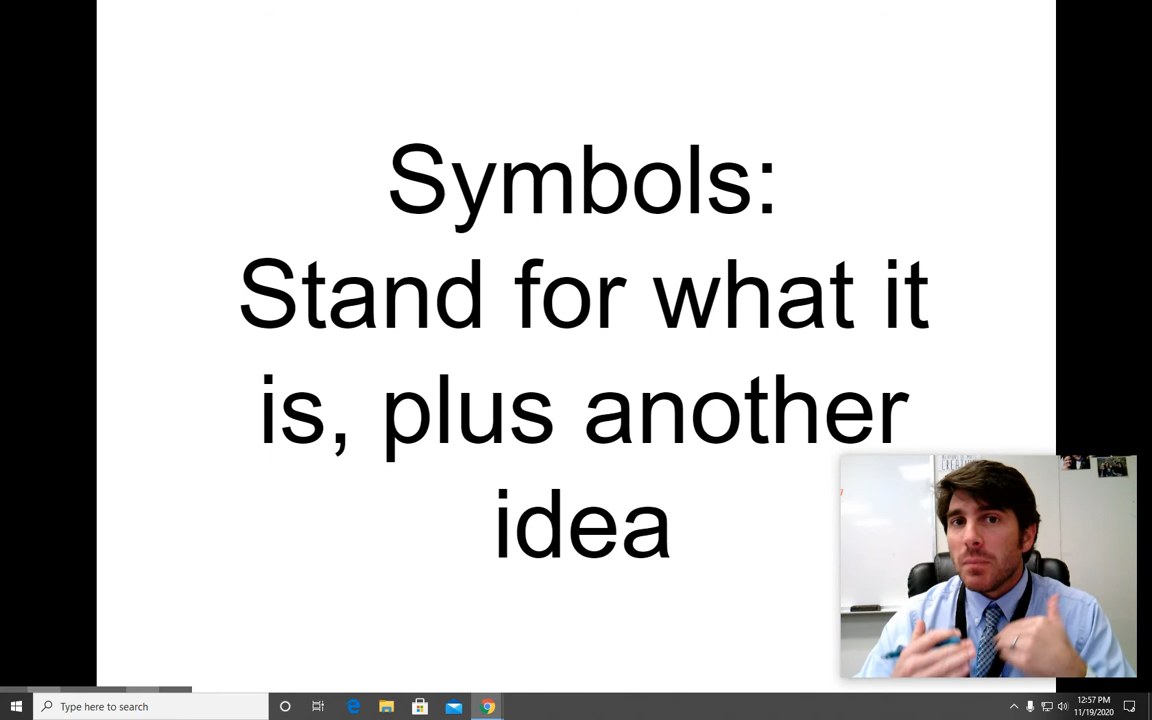 Symbols:
Stand for what it
is, plus another
idea
CREATIV
Type here to search
12:57 PM
11/19/2020